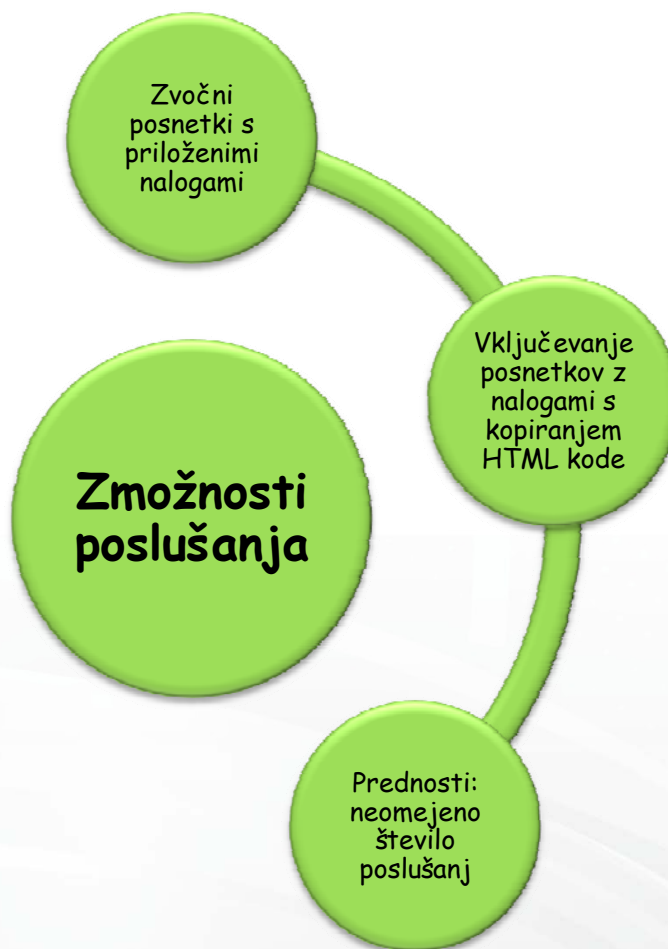 Zvočni
posnetki s
priloženimi
nalogami
Vključevanje
posnetkov z
nalogami s
kopiranjem
HTML kode
Zmožnosti
poslušanja
Prednosti:
neomejeno
število
poslušanj